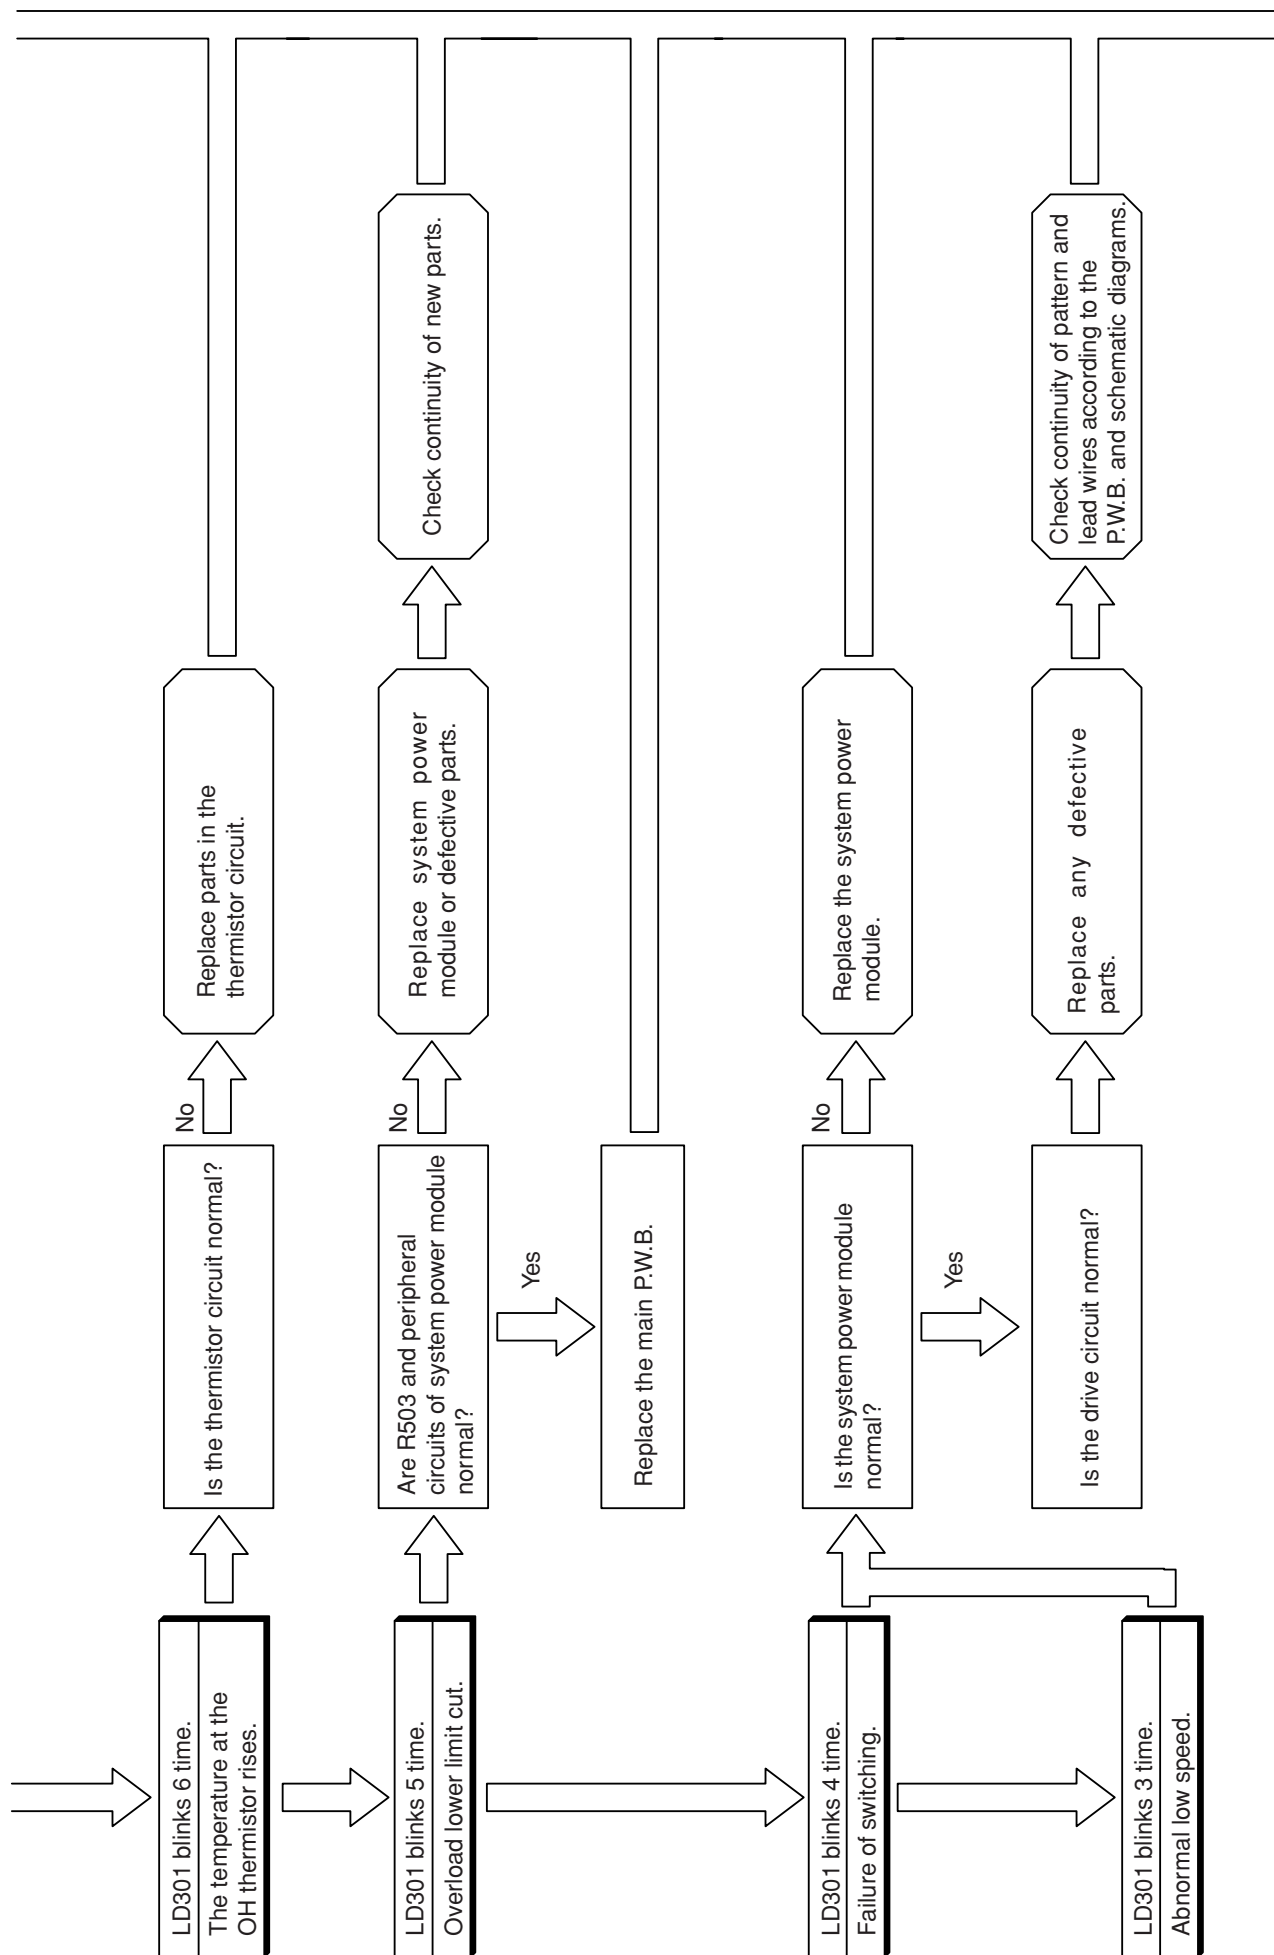 LD301 blinks 6 time.
The temperature at the
OH thermistor rises.
Is the thermistor circuit normal?
No
Replace parts in the
thermistor circuit.
LD301 blinks 5 time.
Overload lower limit cut.
Are R503 and peripheral
circuits of system power module
normal?
No
Replace system power
module or defective parts.
Check continuity of new parts.
Yes
Replace the main P.W.B.
LD301 blinks 4 time.
Failure of switching.
Is the system power module
normal?
No
Replace the system power
module.
Yes
LD301 blinks 3 time.
Abnormal low speed.
Is the drive circuit normal?
Replace any defective
parts.
Check continuity of pattern and
lead wires according to the
P.W.B. and schematic diagrams.